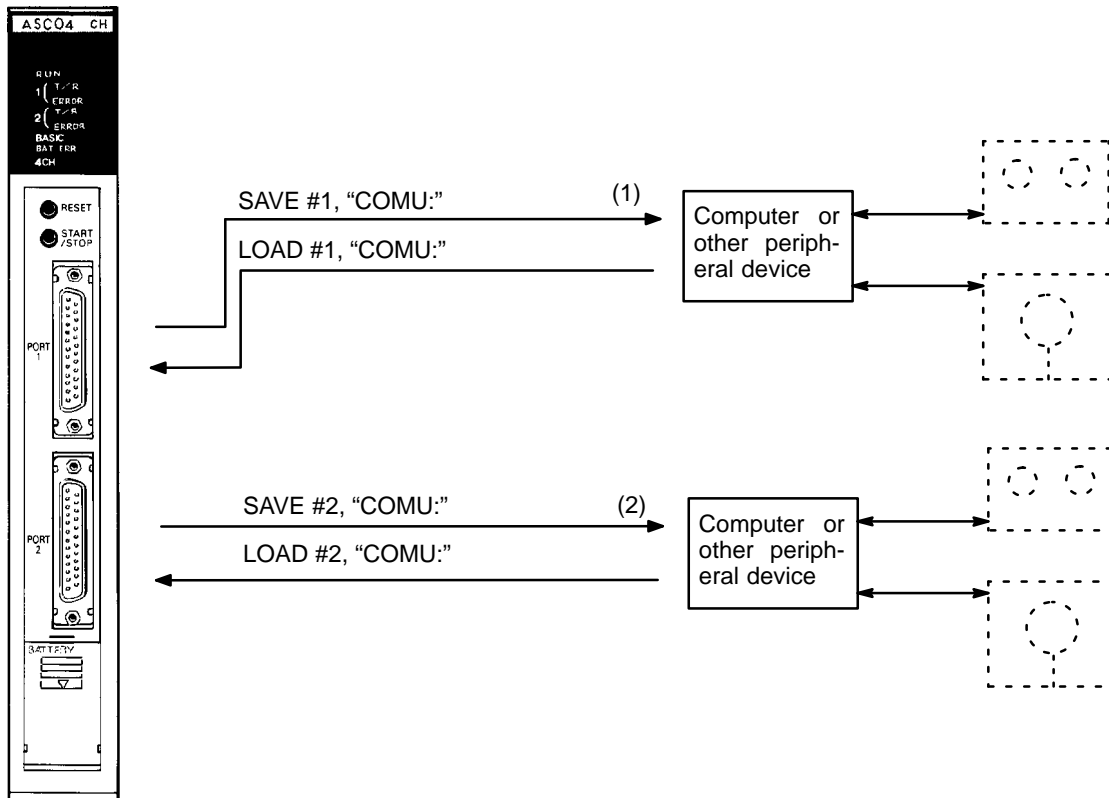 ASC04 CH
RUN
1 T/R
ERROR
2 T/R
ERROR
BASIC
BAT ERR
4CH
RESET
START
/STOP
PORT
1
PORT
2
BATTERY
SAVE #1, “COMU:” (1)
LOAD #1, “COMU:”
Computer or
other periph-
eral device
SAVE #2, “COMU:” (2)
LOAD #2, “COMU:”
Computer or
other periph-
eral device